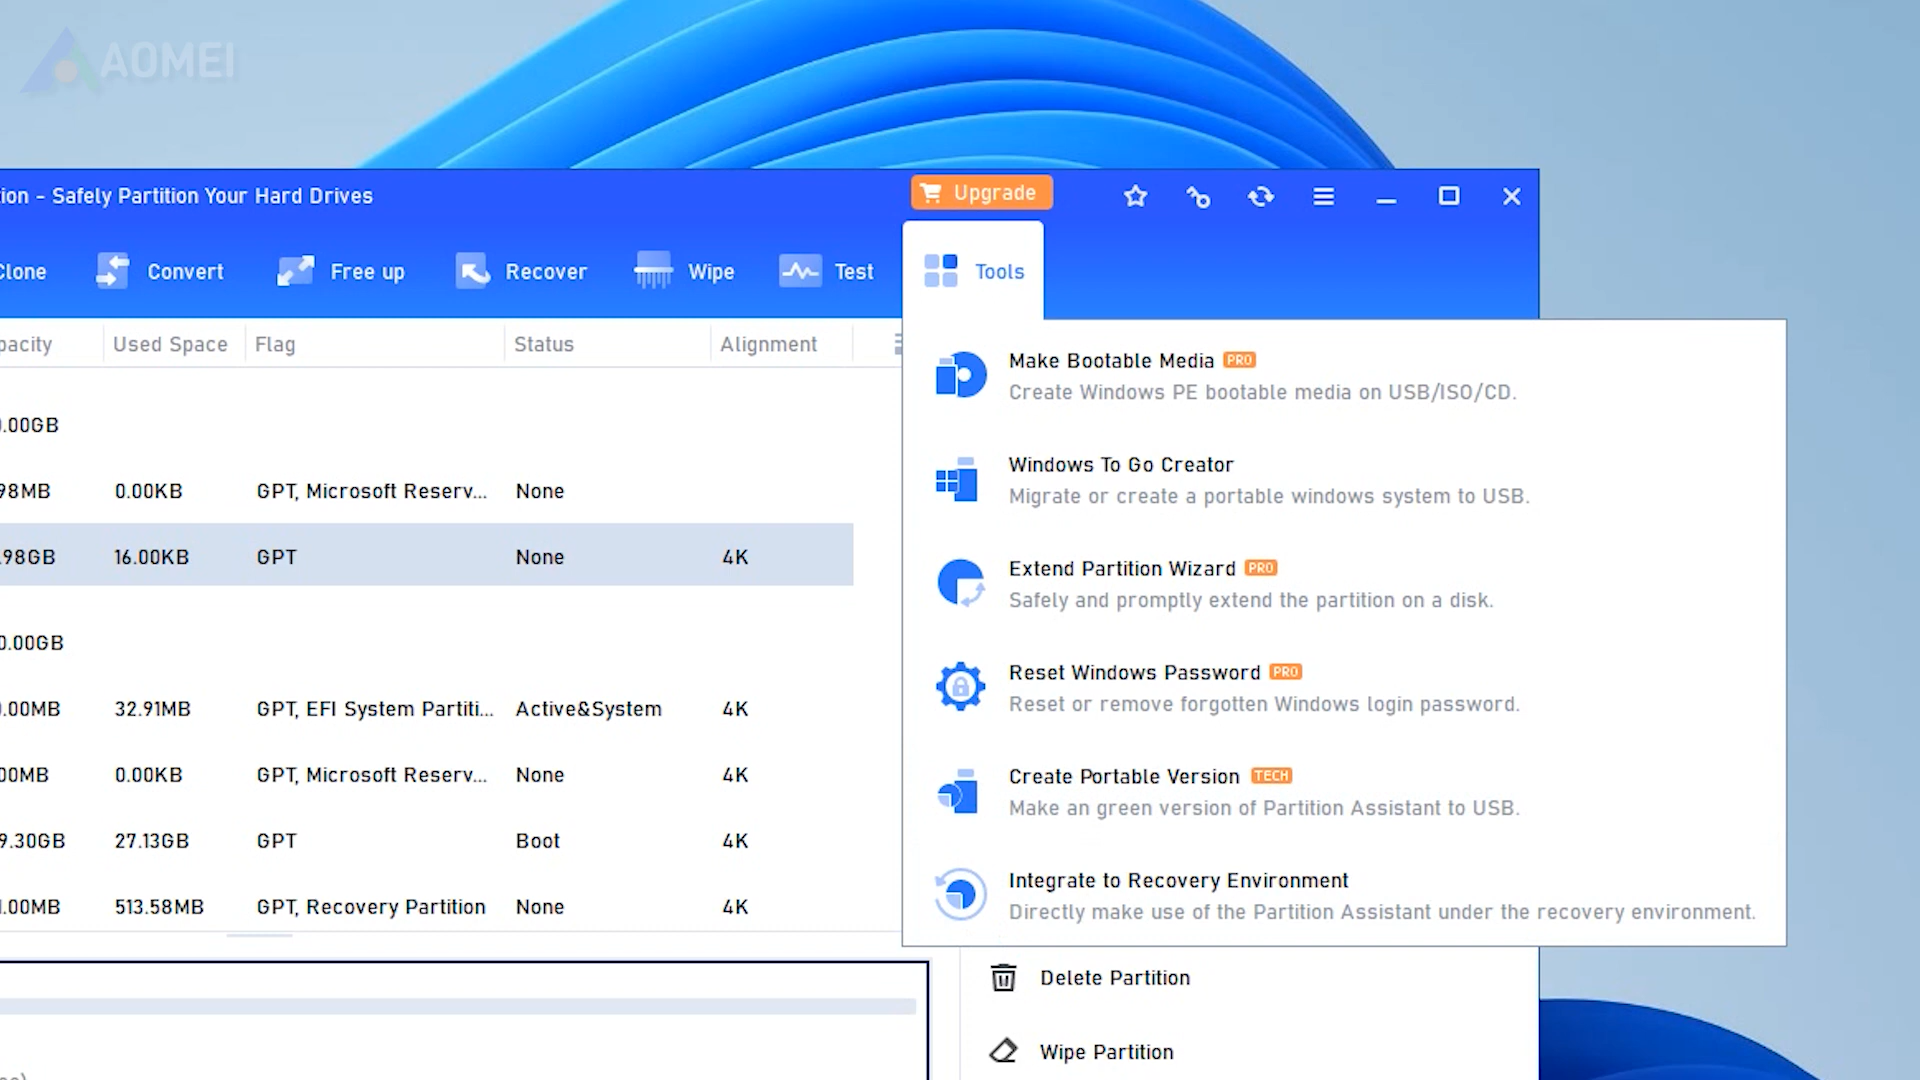 AOMEI
tion - Safely Partition Your Hard Drives
Upgrade
Clone
Convert
Free up
Recover
Wipe
Test
Tools
pacity
Used Space
Flag
Status
Alignment
.00GB
98MB 0.00KB GPT, Microsoft Reserv... None
.98GB 16.00KB GPT None 4K
0.00GB
.00MB 32.91MB GPT, EFI System Partiti... Active&System 4K
00MB 0.00KB GPT, Microsoft Reserv... None 4K
9.30GB 27.13GB GPT Boot 4K
.00MB 513.58MB GPT, Recovery Partition None 4K
Make Bootable Media PRO
Create Windows PE bootable media on USB/ISO/CD.
Windows To Go Creator
Migrate or create a portable windows system to USB.
Extend Partition Wizard PRO
Safely and promptly extend the partition on a disk.
Reset Windows Password PRO
Reset or remove forgotten Windows login password.
Create Portable Version TECH
Make an green version of Partition Assistant to USB.
Integrate to Recovery Environment
Directly make use of the Partition Assistant under the recovery environment.
Delete Partition
Wipe Partition